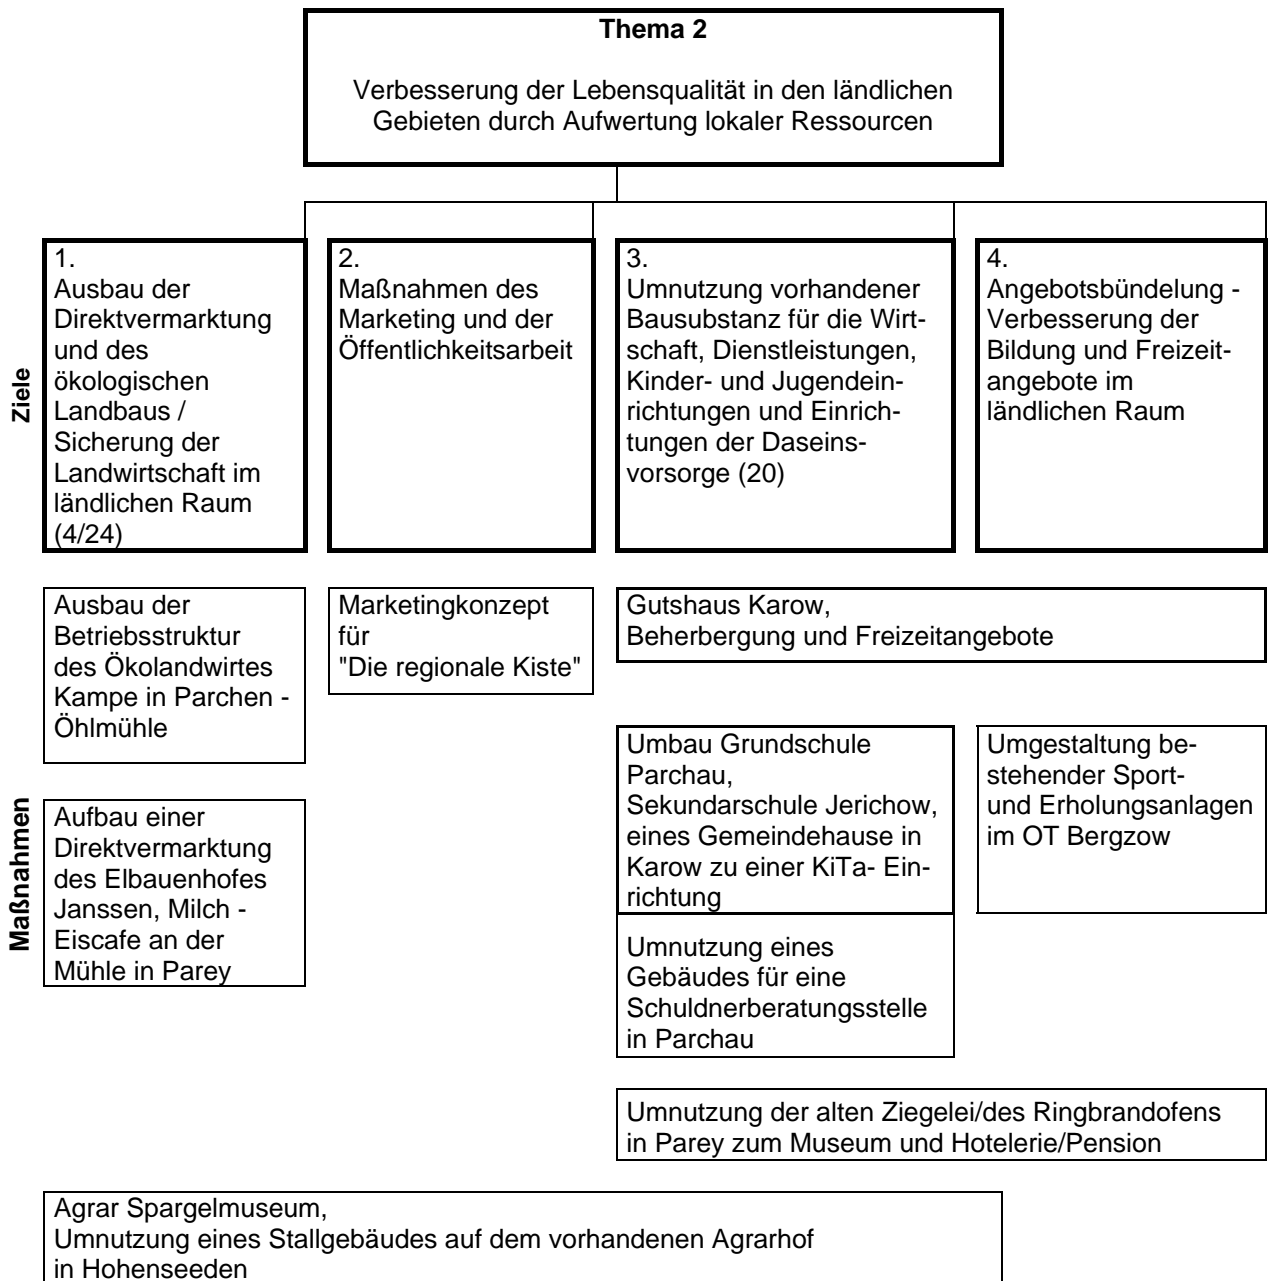 Thema 2
Verbesserung der Lebensqualität in den ländlichen
Gebieten durch Aufwertung lokaler Ressourcen
Ziele
1.
Ausbau der
Direktvermarktung
und des
ökologischen
Landbaus /
Sicherung der
Landwirtschaft im
ländlichen Raum
(4/24)
2.
Maßnahmen des
Marketing und der
Öffentlichkeitsarbeit
3.
Umnutzung vorhandener
Bausubstanz für die Wirt-
schaft, Dienstleistungen,
Kinder- und Jugendein-
richtungen und Einrich-
tungen der Daseins-
vorsorge (20)
4.
Angebotsbündelung -
Verbesserung der
Bildung und Freizeit-
angebote im
ländlichen Raum
Maßnahmen
Ausbau der
Betriebsstruktur
des Ökolandwirtes
Kampe in Parchen -
Öhlmühle
Marketingkonzept
für
"Die regionale Kiste"
Gutshaus Karow,
Beherbergung und Freizeitangebote
Aufbau einer
Direktvermarktung
des Elbauenhofes
Janssen, Milch -
Eiscafe an der
Mühle in Parey
Umbau Grundschule
Parchau,
Sekundarschule Jerichow,
eines Gemeindehause in
Karow zu einer KiTa- Ein-
richtung
Umgestaltung be-
stehender Sport-
und Erholungsanlagen
im OT Bergzow
Umnutzung eines
Gebäudes für eine
Schuldnerberatungsstelle
in Parchau
Umnutzung der alten Ziegelei/des Ringbrandofens
in Parey zum Museum und Hotelerie/Pension
Agrar Spargelmuseum,
Umnutzung eines Stallgebäudes auf dem vorhandenen Agrarhof
in Hohenseeden